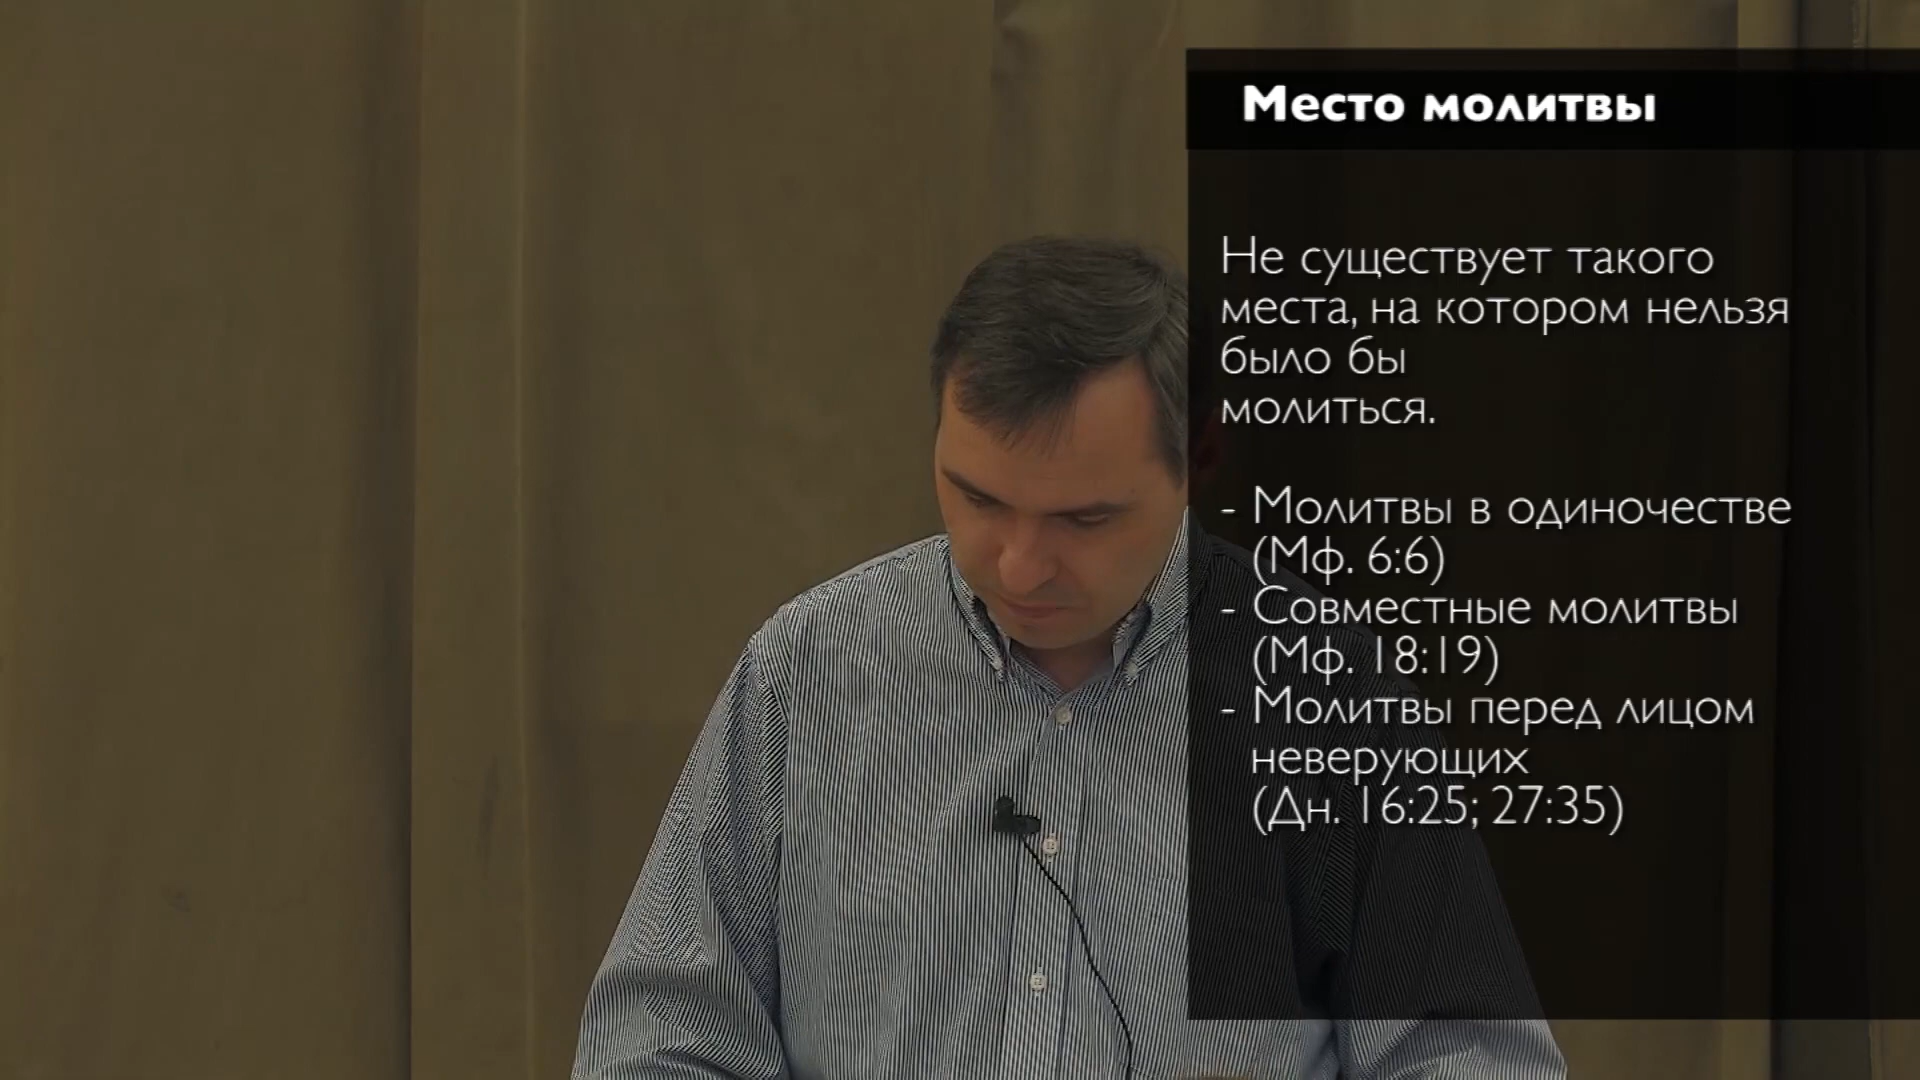 Место молитвы
Не существует такого
места, на котором нельзя
было бы
молиться.
- Молитвы в одиночестве
(Мф. 6:6)
- Совместные молитвы
(Мф. 18:19)
- Молитвы перед лицом
неверующих
(Дн. 16:25; 27:35)